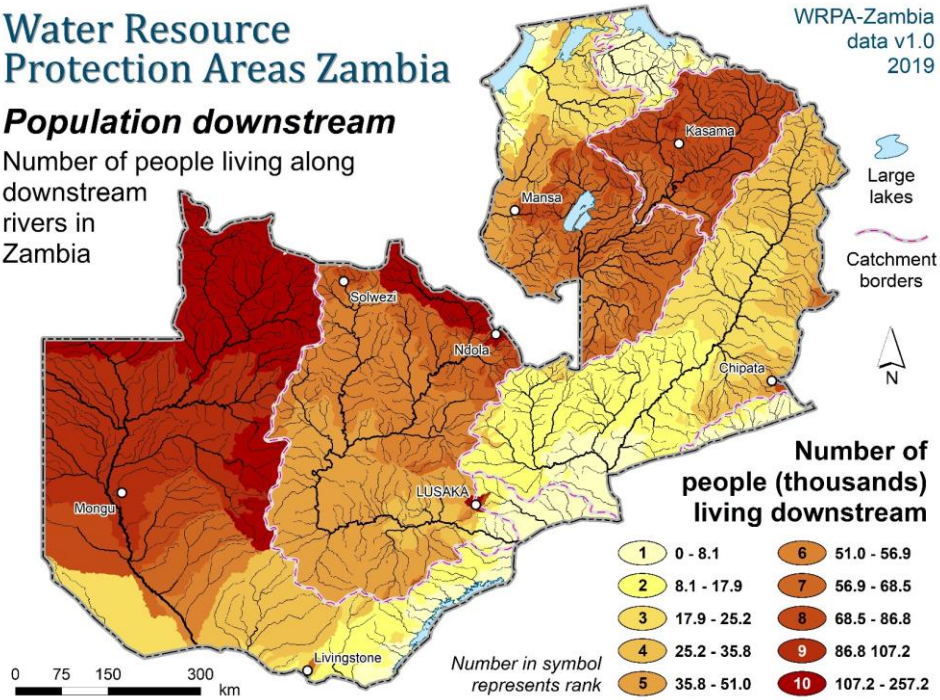 Water Resource
Protection Areas Zambia
Population downstream
Number of people living along
downstream
rivers in
Zambia
WRPA-Zambia
data v1.0
2019
Large
lakes
Catchment
borders
N
Kasama
Mansa
Solwezi
Ndola
Chipata
LUSAKA
Mongu
Livingstone
Number of
people (thousands)
living downstream
1 0 - 8.1
2 8.1 - 17.9
3 17.9 - 25.2
4 25.2 - 35.8
5 35.8 - 51.0
6 51.0 - 56.9
7 56.9 - 68.5
8 68.5 - 86.8
9 86.8 107.2
10 107.2 - 257.2
Number in symbol
represents rank
0 75 150 300
km